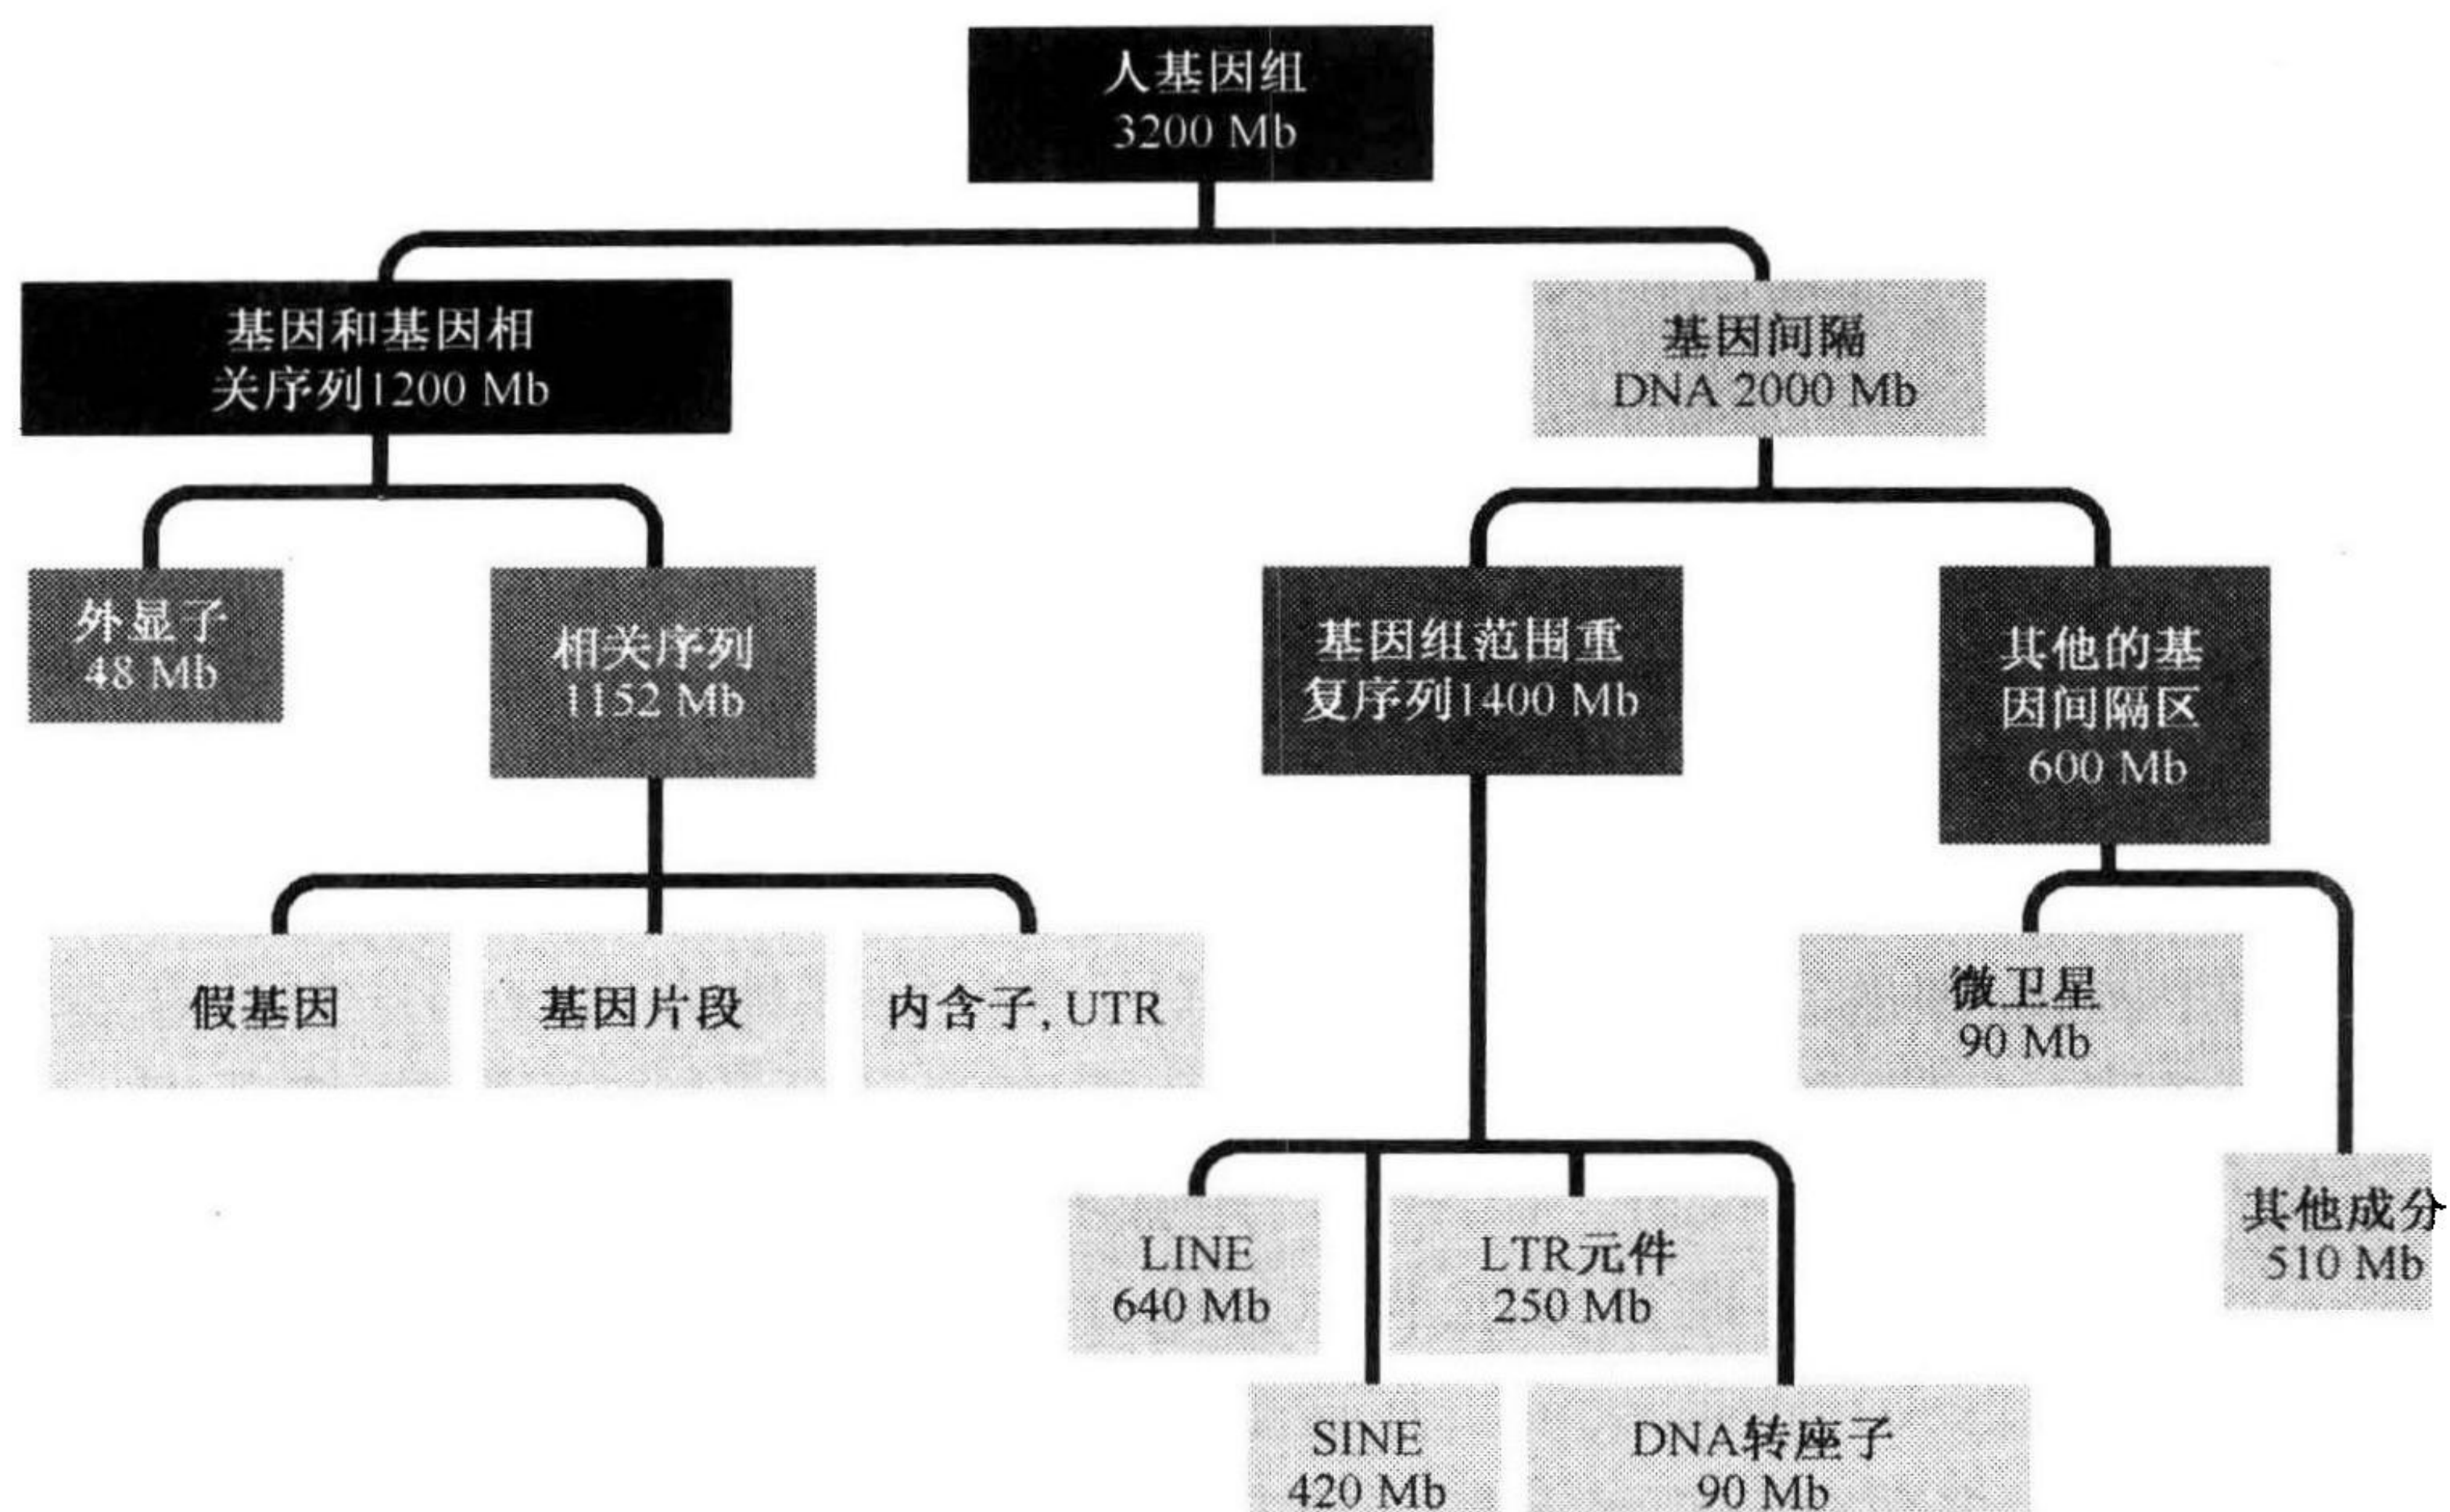 人基因组
3200 Mb
基因和基因相
关序列1200 Mb
基因间隔
DNA 2000 Mb
外显子
48 Mb
相关序列
1152 Mb
基因组范围重
复序列1400 Mb
其他的基
因间隔区
600 Mb
假基因
基因片段
内含子, UTR
微卫星
90 Mb
LINE
640 Mb
LTR元件
250 Mb
其他成分
510 Mb
SINE
420 Mb
DNA转座子
90 Mb